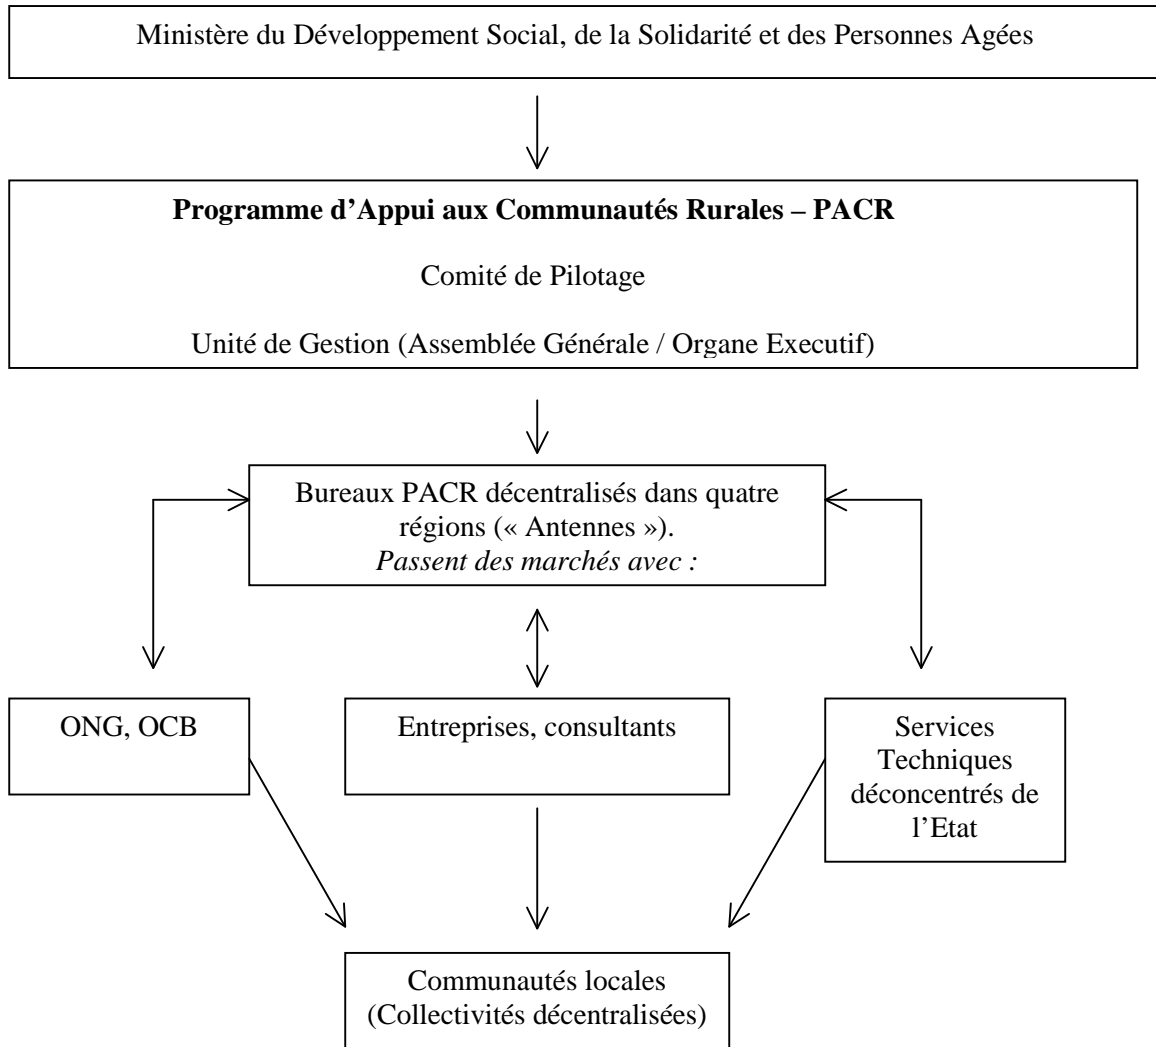 Ministère du Développement Social, de la Solidarité et des Personnes Agées
Programme d’Appui aux Communautés Rurales – PACR
Comité de Pilotage
Unité de Gestion (Assemblée Générale / Organe Executif)
Bureaux PACR décentralisés dans quatre
régions (« Antennes »).
Passent des marchés avec :
ONG, OCB
Entreprises, consultants
Services
Techniques
déconcentrés de
l’Etat
Communautés locales
(Collectivités décentralisées)